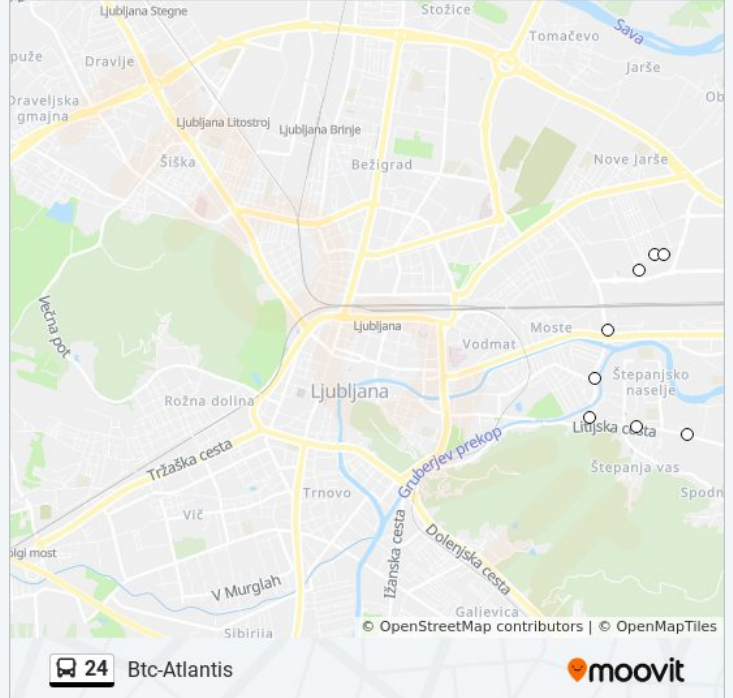 Ljubljana Stegne
Stožice
Sava
Tomačevo
puže
Dravlje
Jarše
Draveljska
gmajna
Ob
Ljubljana Litostroj
Ljubljana Brinje
Šiška
Bežigrad
Nove Jarše
Večna pot
Ljubljana
Moste
Vodmat
Štepanjsko
naselje
Rožna dolina
Ljubljana
Litijska cesta
Tržaška cesta
Gruberjev prekop
Štepanja vas
Trnovo
Spodn
Vič
Ižanska cesta
Dolenjska cesta
olgi most
V Murglah
Galjevica
Sibirija
© OpenStreetMap contributors | © OpenMapTiles
24 Btc-Atlantis
moovit